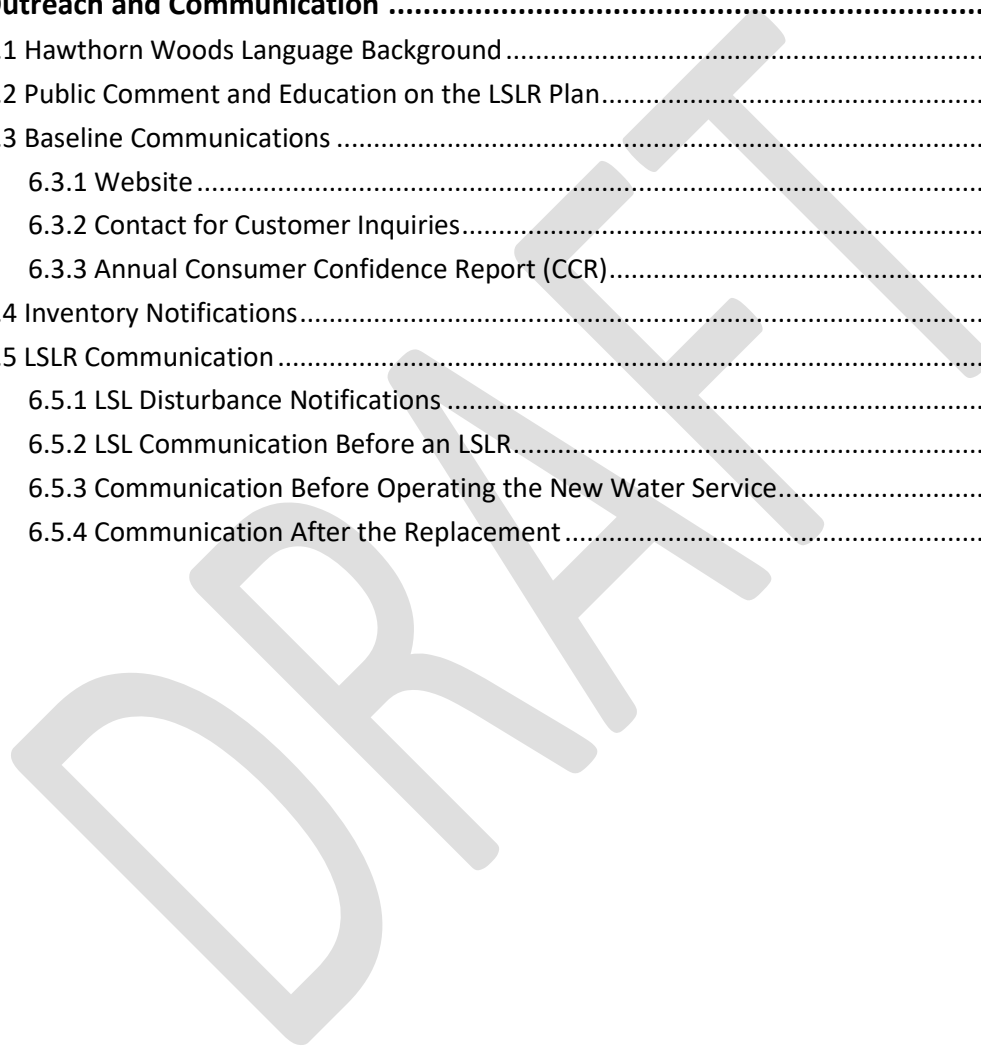 Outreach and Communication ....................................................................
.1 Hawthorn Woods Language Background ....................................................................
.2 Public Comment and Education on the LSLR Plan....................................................................
.3 Baseline Communications ....................................................................
6.3.1 Website ....................................................................
6.3.2 Contact for Customer Inquiries....................................................................
6.3.3 Annual Consumer Confidence Report (CCR)....................................................................
.4 Inventory Notifications....................................................................
.5 LSLR Communication ....................................................................
6.5.1 LSL Disturbance Notifications ....................................................................
6.5.2 LSL Communication Before an LSLR....................................................................
6.5.3 Communication Before Operating the New Water Service....................................................................
6.5.4 Communication After the Replacement ....................................................................
DRAFT